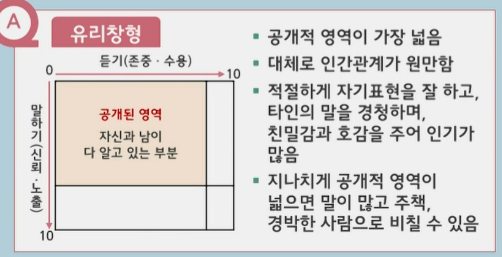 A
유리창형
듣기(존중 · 수용)
0
10
말하기(신뢰 · 노출)
공개된 영역
자신과 남이
다 알고 있는 부분
10
▪ 공개적 영역이 가장 넓음
▪ 대체로 인간관계가 원만함
▪ 적절하게 자기표현을 잘 하고,
타인의 말을 경청하며,
친밀감과 호감을 주어 인기가
많음
▪ 지나치게 공개적 영역이
넓으면 말이 많고 주책,
경박한 사람으로 비칠 수 있음